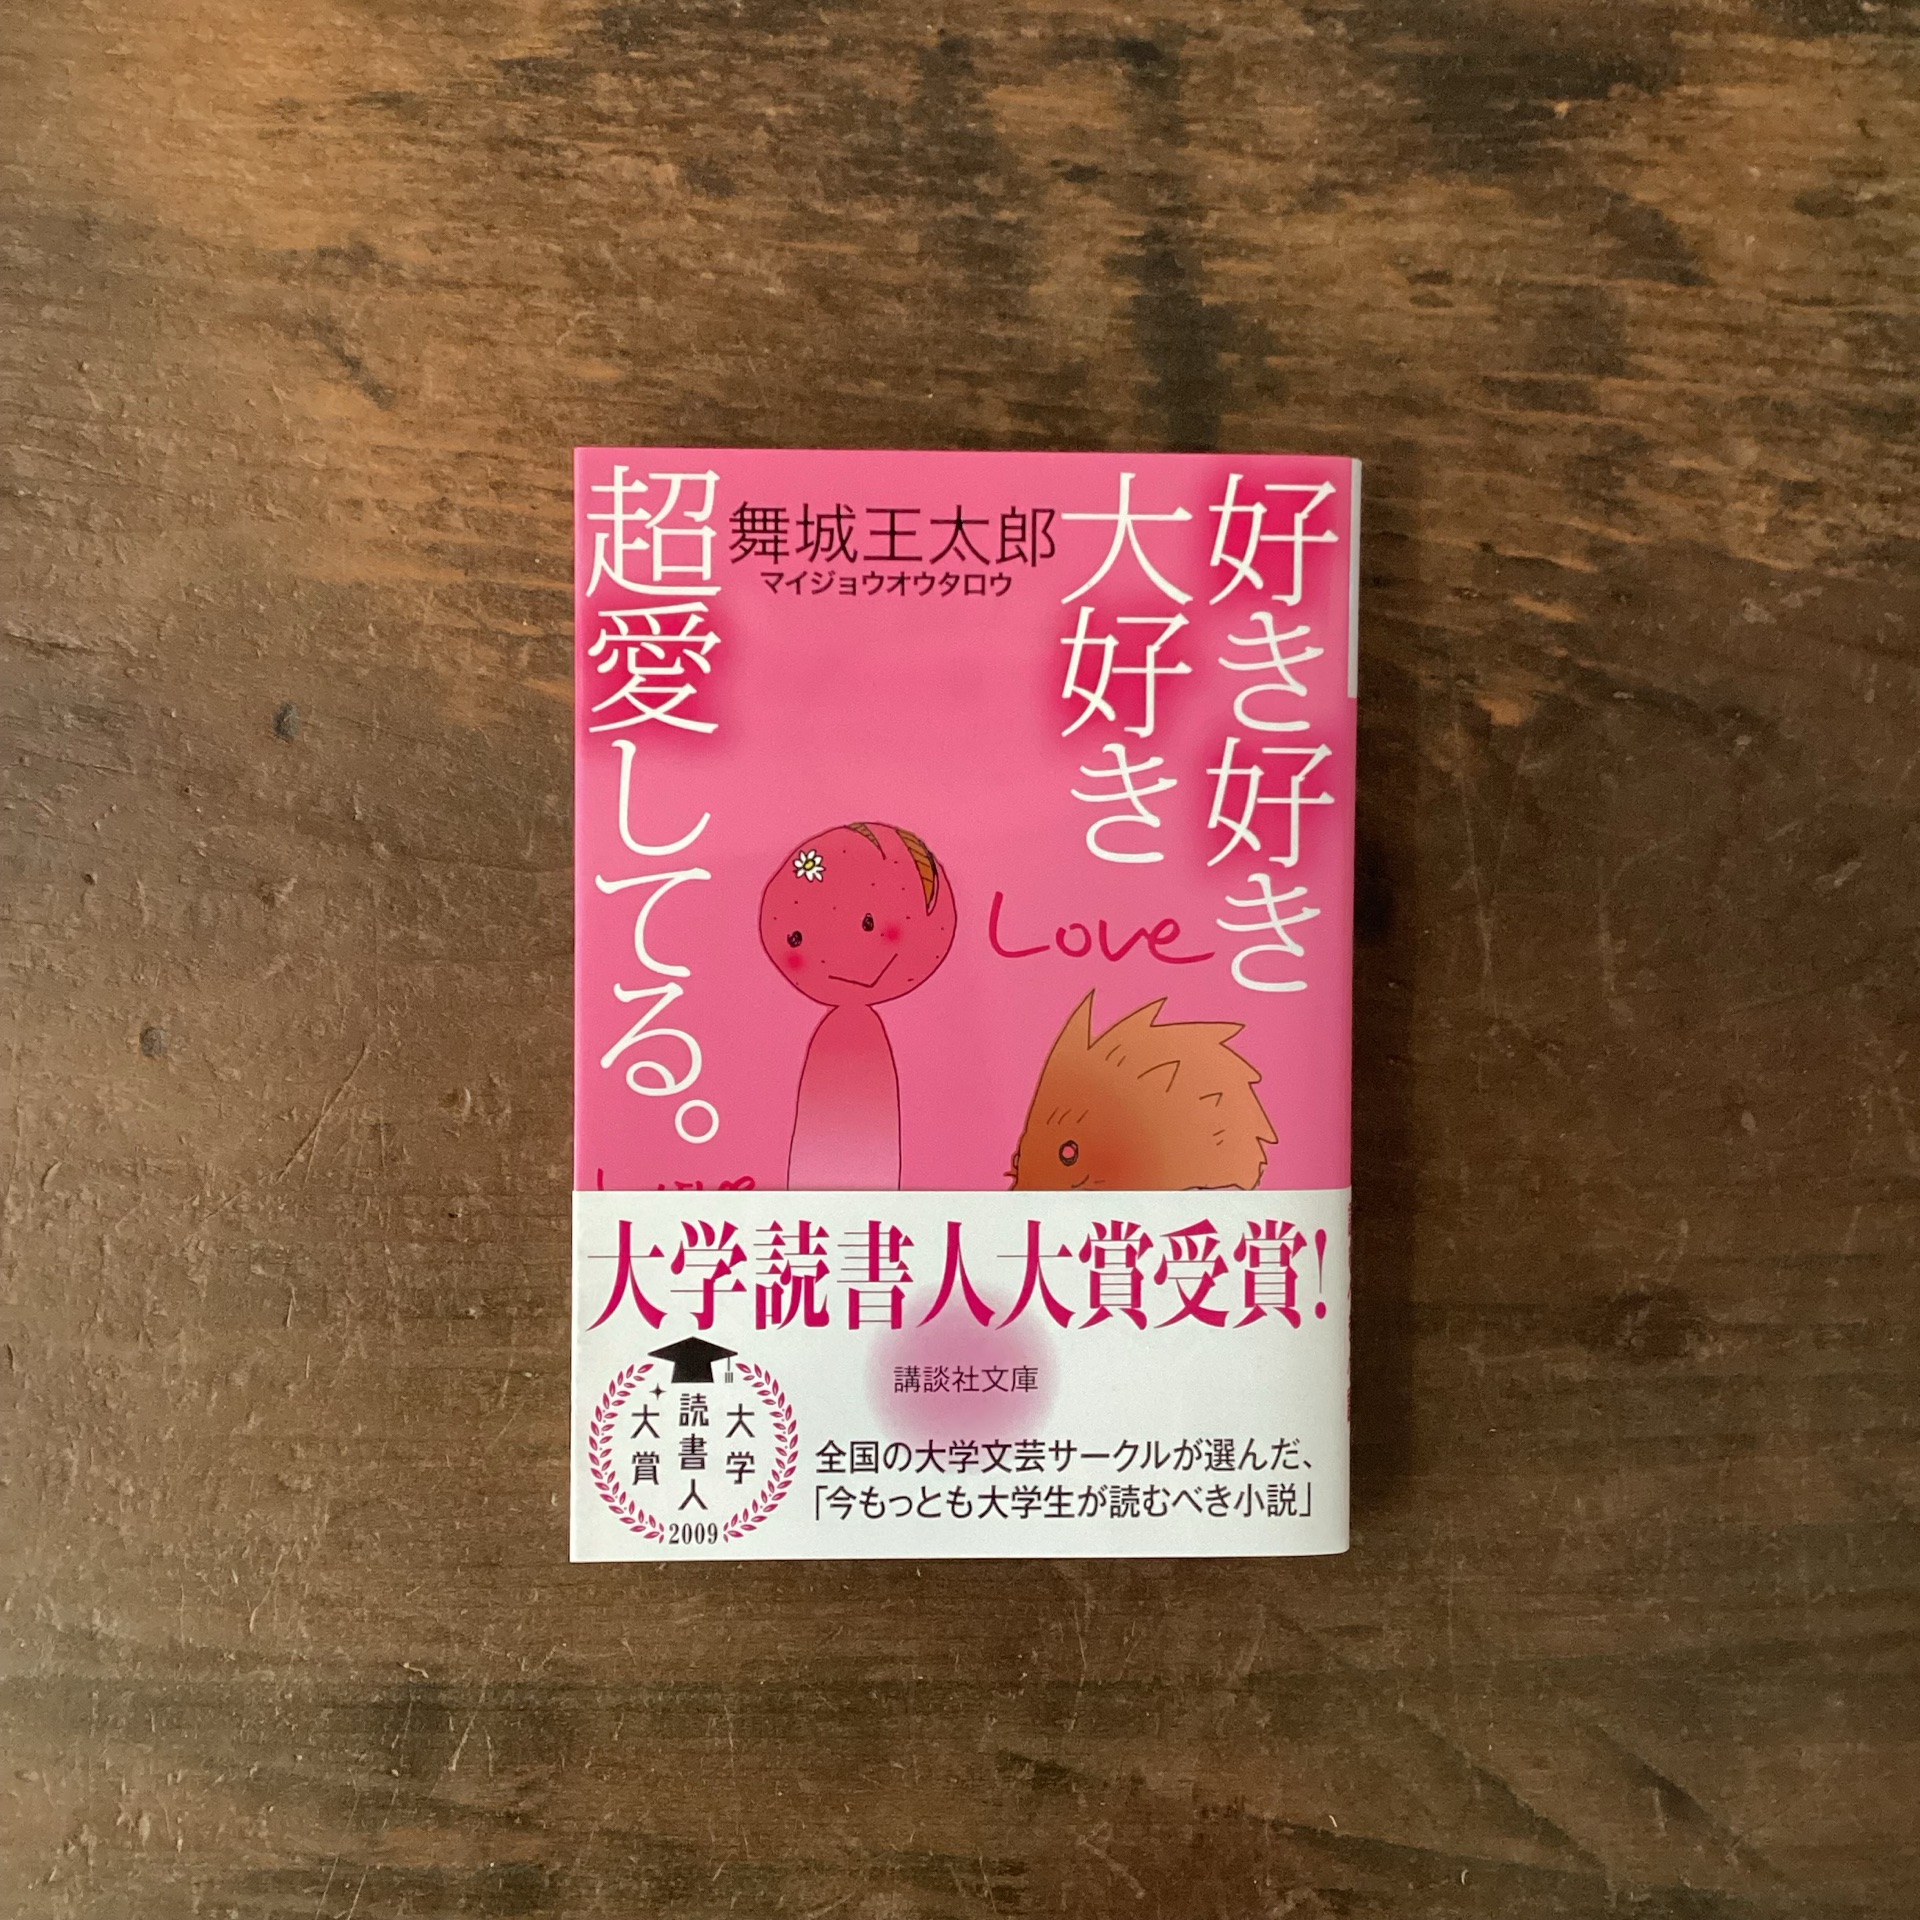 好き好き
大好き
超愛してる。
舞城王太郎
マイジョウオウタロウ
Love
Love
大学読書人大賞受賞!
講談社文庫
大学
読書人
大賞
2009
全国の大学文芸サークルが選んだ、
「今もっとも大学生が読むべき小説」